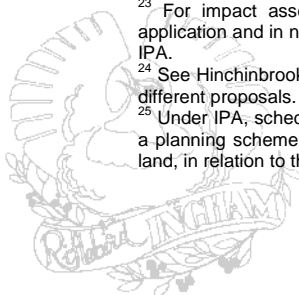 23 For impact asse
application and in n
IPA.
24 See Hinchinbrook
different proposals.
25 Under IPA, sched
a planning scheme
land, in relation to th
INGHAM